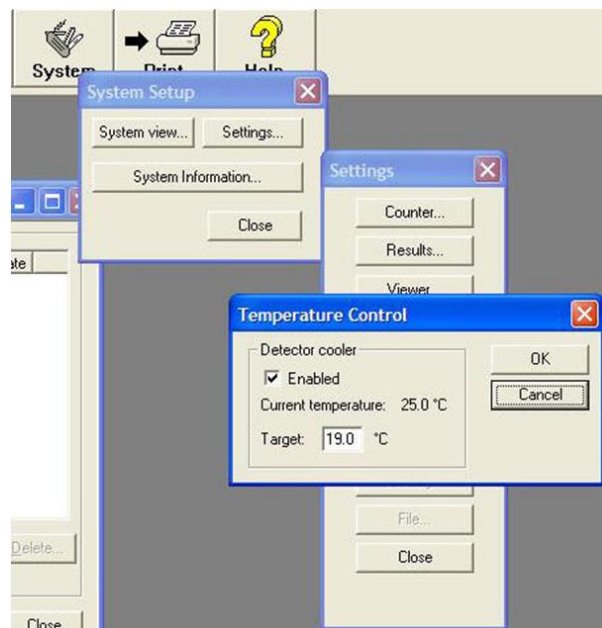 System
Print
Help
System Setup
System view...
Settings...
System Information...
Close
Settings
Counter...
Results...
Viewer
Temperature Control
Detector cooler
Enabled
Current temperature: 25.0 °C
Target: 19.0 °C
OK
Cancel
File...
Close
Delete...
Close